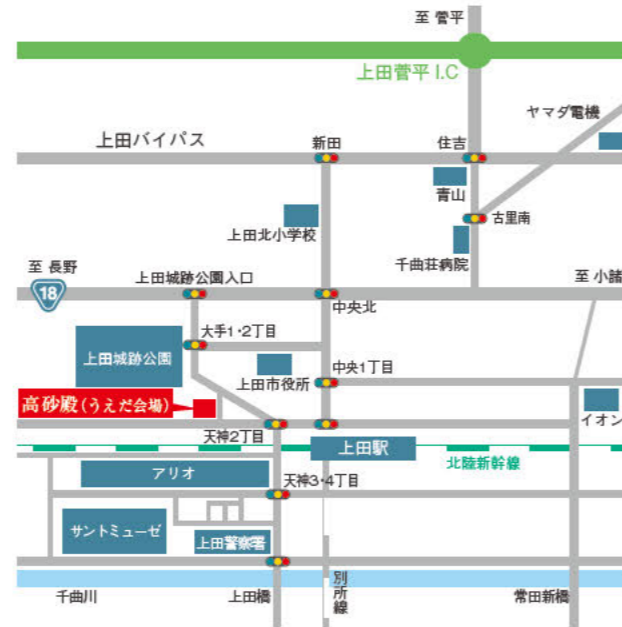 至 菅平
上田菅平 I.C
ヤマダ電機
上田バイパス
新田
住吉
青山
古里南
上田北小学校
千曲荘病院
至 長野
上田城跡公園入口
至 小諸
18
中央北
大手1・2丁目
上田城跡公園
上田市役所
中央1丁目
高砂殿(うえだ会場)
イオン
天神2丁目
上田駅
北陸新幹線
アリオ
天神3・4丁目
サントミューゼ
上田警察署
千曲川
上田橋
別所線
常田新橋